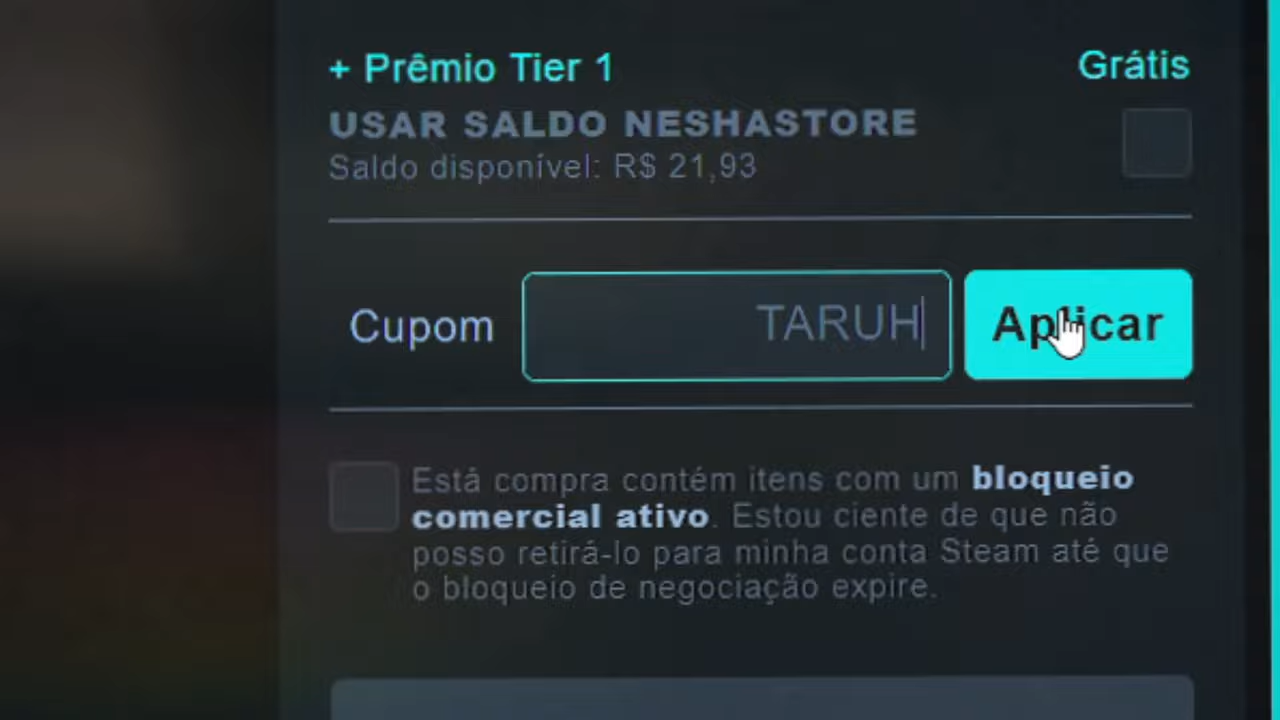 + Prêmio Tier 1 Grátis
USAR SALDO NESHASTORE
Saldo disponível: R$ 21,93
Cupom TARUH Aplicar
Está compra contém itens com um bloqueio
comercial ativo. Estou ciente de que não
posso retirá-lo para minha conta Steam até que
o bloqueio de negociação expire.